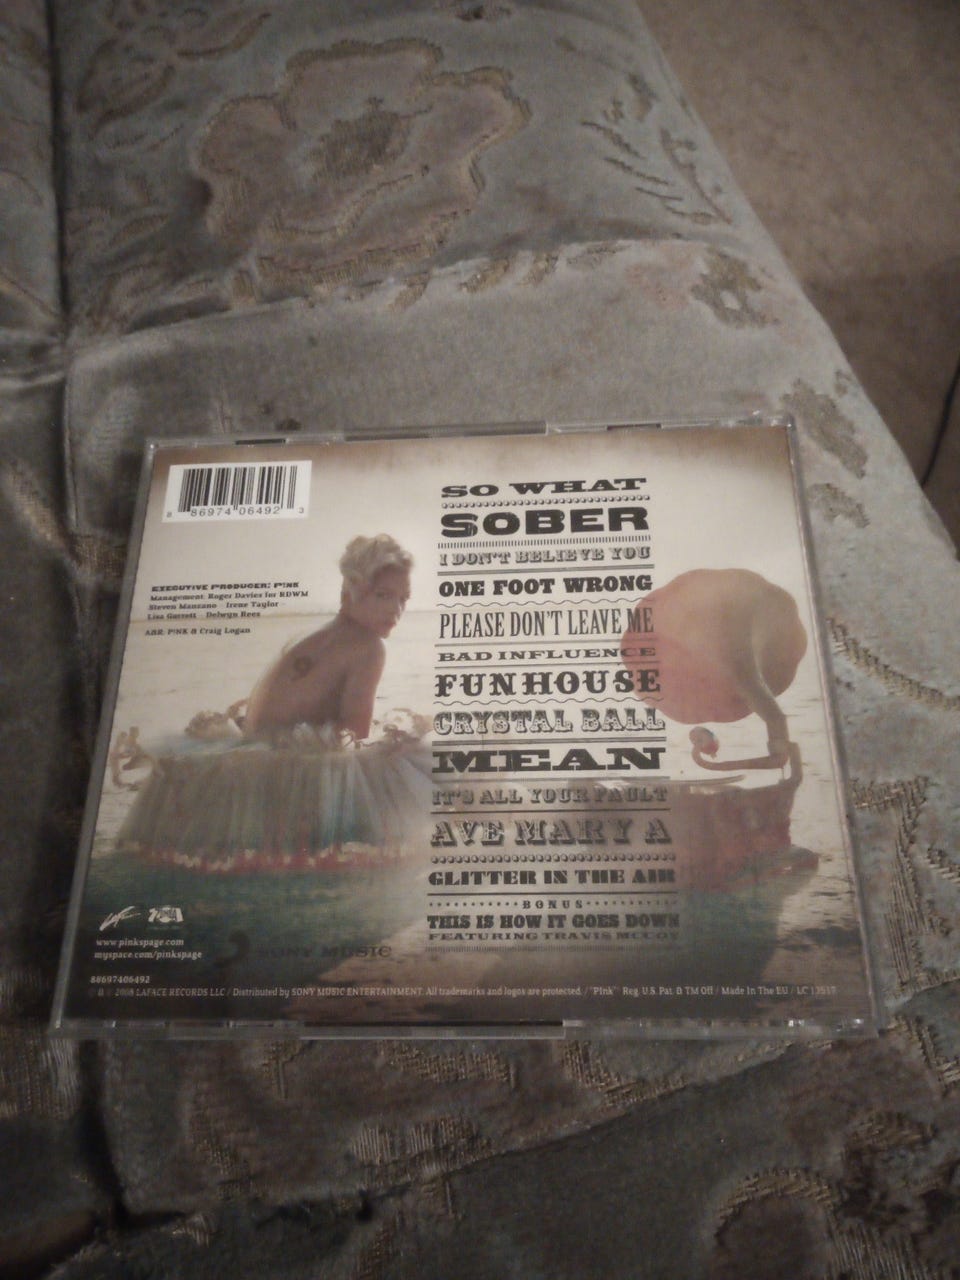 8 86974 06492 3
EXECUTIVE PRODUCER: P!NK
Management: Roger Davies for RDWM
Steven Manzano Irene Taylor
Lisa Garrett Delwyn Rees
A&R: P!NK & Craig Logan
SO WHAT
SOBER
I DON'T BELIEVE YOU
ONE FOOT WRONG
PLEASE DON'T LEAVE ME
BAD INFLUENCE
FUNHOUSE
CRYSTAL BALL
MEAN
IT'S ALL YOUR FAULT
AVE MARY A
GLITTER IN THE AIR
BONUS
THIS IS HOW IT GOES DOWN
FEATURING TRAVIS MCCOY
www.pinkspage.com
myspace.com/pinkspage
SONY MUSIC
88697406492
℗ © 2008 LAFACE RECORDS LLC / Distributed by SONY MUSIC ENTERTAINMENT. All trademarks and logos are protected. / "P!nk" Reg. U.S. Pat. & TM Off / Made In The EU / LC 13517